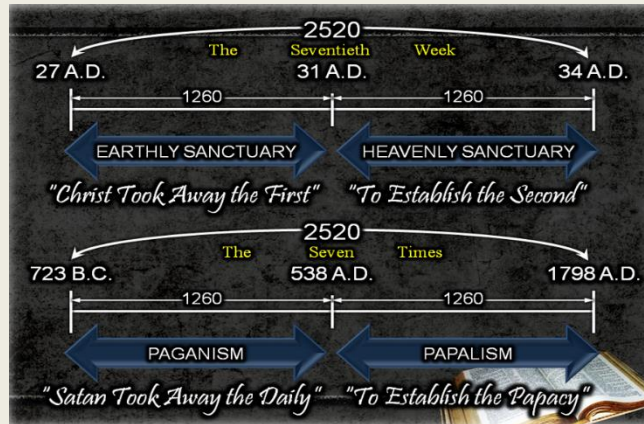 2520
The Seventieth Week
27 A.D. 31 A.D. 34 A.D.
1260 1260
EARTHLY SANCTUARY HEAVENLY SANCTUARY
"Christ Took Away the First" "To Establish the Second"
2520
The Seven Times
723 B.C. 538 A.D. 1798 A.D.
1260 1260
PAGANISM PAPALISM
"Satan Took Away the Daily" "To Establish the Papacy"